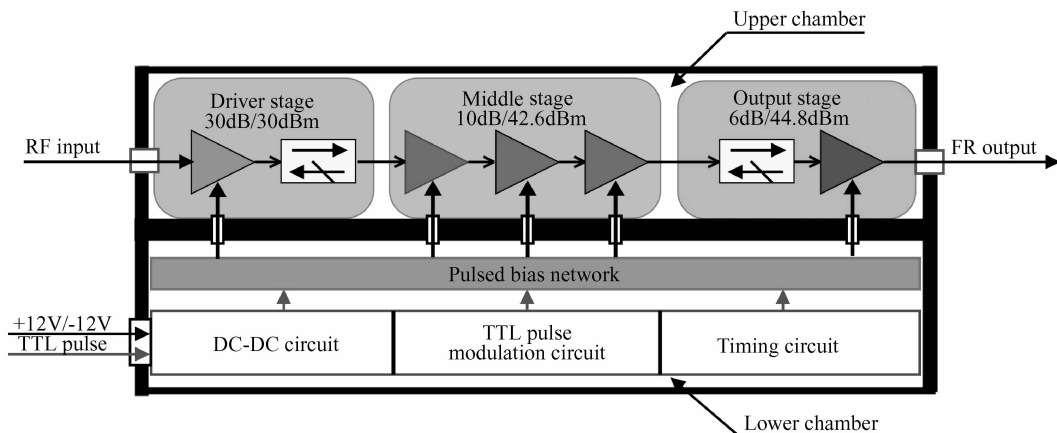 Upper chamber
Driver stage
30dB/30dBm
Middle stage
10dB/42.6dBm
Output stage
6dB/44.8dBm
RF input
FR output
Pulsed bias network
+12V/-12V
TTL pulse
DC-DC circuit
TTL pulse
modulation circuit
Timing circuit
Lower chamber